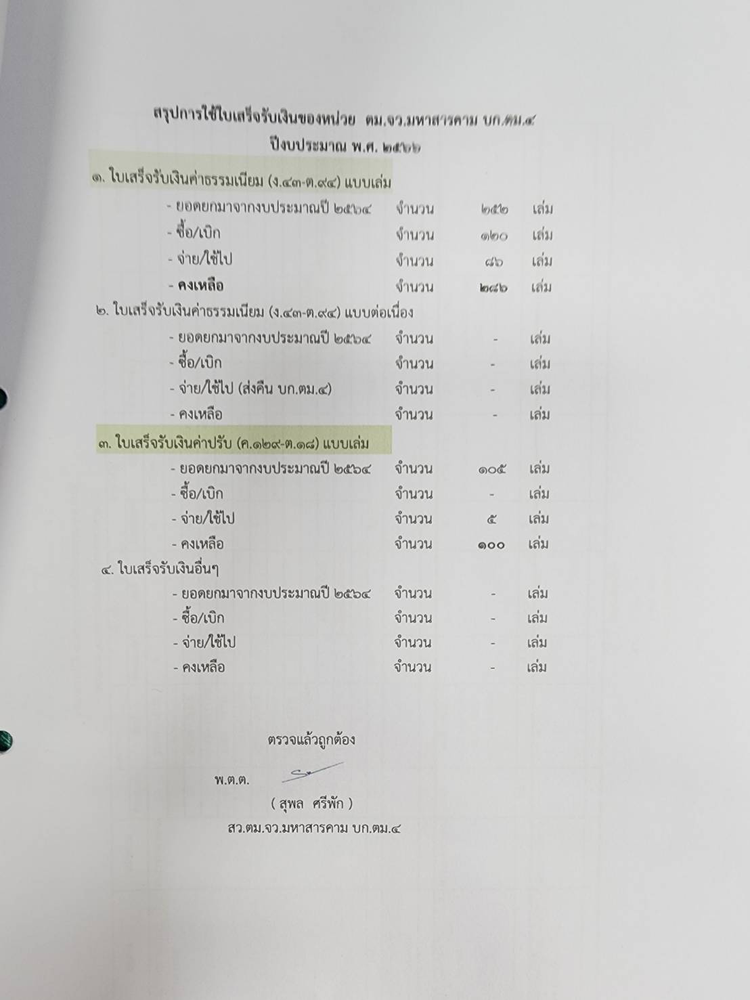 สรุปการใช้ใบเสร็จรับเงินของหน่วย ตม.จว.มหาสารคาม บก.ตม.๔
ปีงบประมาณ พ.ศ. ๒๕๖๖
๑. ใบเสร็จรับเงินค่าธรรมเนียม (ง.๔๓-ต.๙๔) แบบเล่ม
- ยอดยกมาจากงบประมาณปี ๒๕๖๔ จำนวน ๒๕๒ เล่ม
- ซื้อ/เบิก จำนวน ๑๒๐ เล่ม
- จ่าย/ใช้ไป จำนวน ๘๖ เล่ม
- คงเหลือ จำนวน ๒๘๖ เล่ม
๒. ใบเสร็จรับเงินค่าธรรมเนียม (ง.๔๓-ต.๙๔) แบบต่อเนื่อง
- ยอดยกมาจากงบประมาณปี ๒๕๖๔ จำนวน - เล่ม
- ซื้อ/เบิก จำนวน - เล่ม
- จ่าย/ใช้ไป (ส่งคืน บก.ตม.๔) จำนวน - เล่ม
- คงเหลือ จำนวน - เล่ม
๓. ใบเสร็จรับเงินค่าปรับ (ค.๑๒๙-ต.๑๘) แบบเล่ม
- ยอดยกมาจากงบประมาณปี ๒๕๖๔ จำนวน ๑๐๕ เล่ม
- ซื้อ/เบิก จำนวน - เล่ม
- จ่าย/ใช้ไป จำนวน ๕ เล่ม
- คงเหลือ จำนวน ๑๐๐ เล่ม
๔. ใบเสร็จรับเงินอื่นๆ
- ยอดยกมาจากงบประมาณปี ๒๕๖๔ จำนวน - เล่ม
- ซื้อ/เบิก จำนวน - เล่ม
- จ่าย/ใช้ไป จำนวน - เล่ม
- คงเหลือ จำนวน - เล่ม
ตรวจแล้วถูกต้อง
พ.ต.ต.
( สุพล ศรีพัก )
สว.ตม.จว.มหาสารคาม บก.ตม.๔